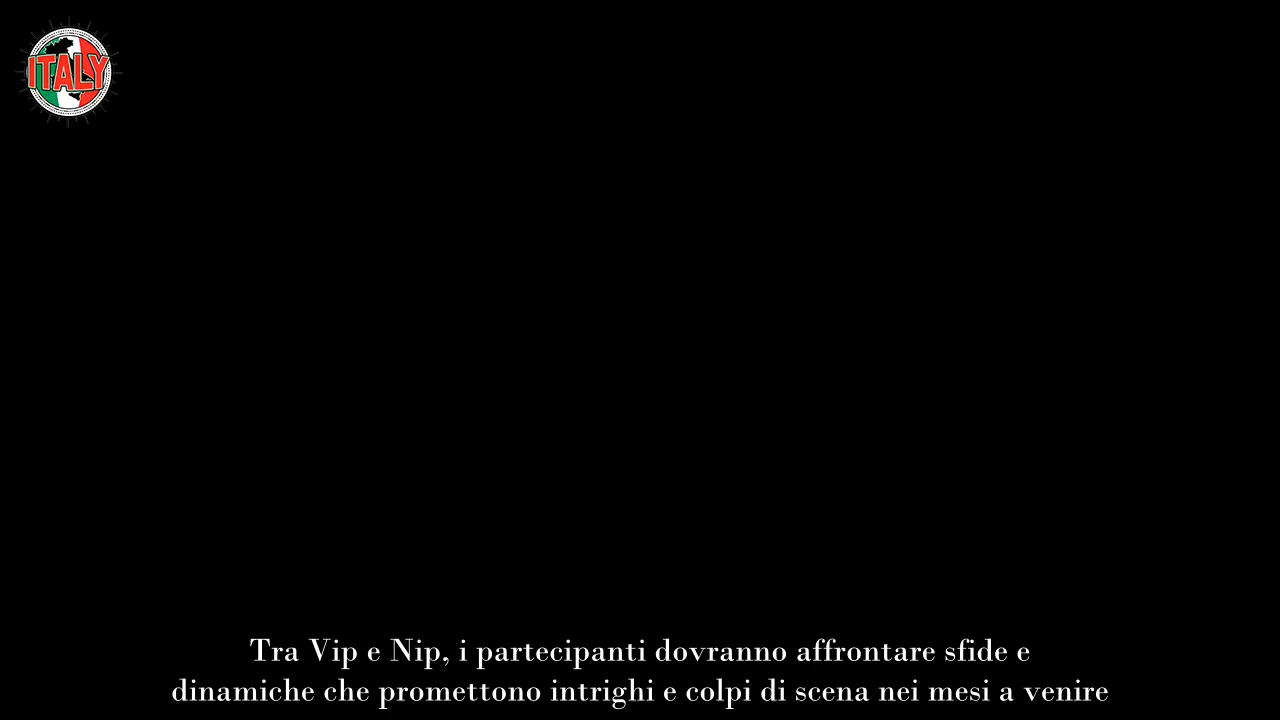 ITALY
Tra Vip e Nip, i partecipanti dovranno affrontare sfide e
dinamiche che promettono intrighi e colpi di scena nei mesi a venire